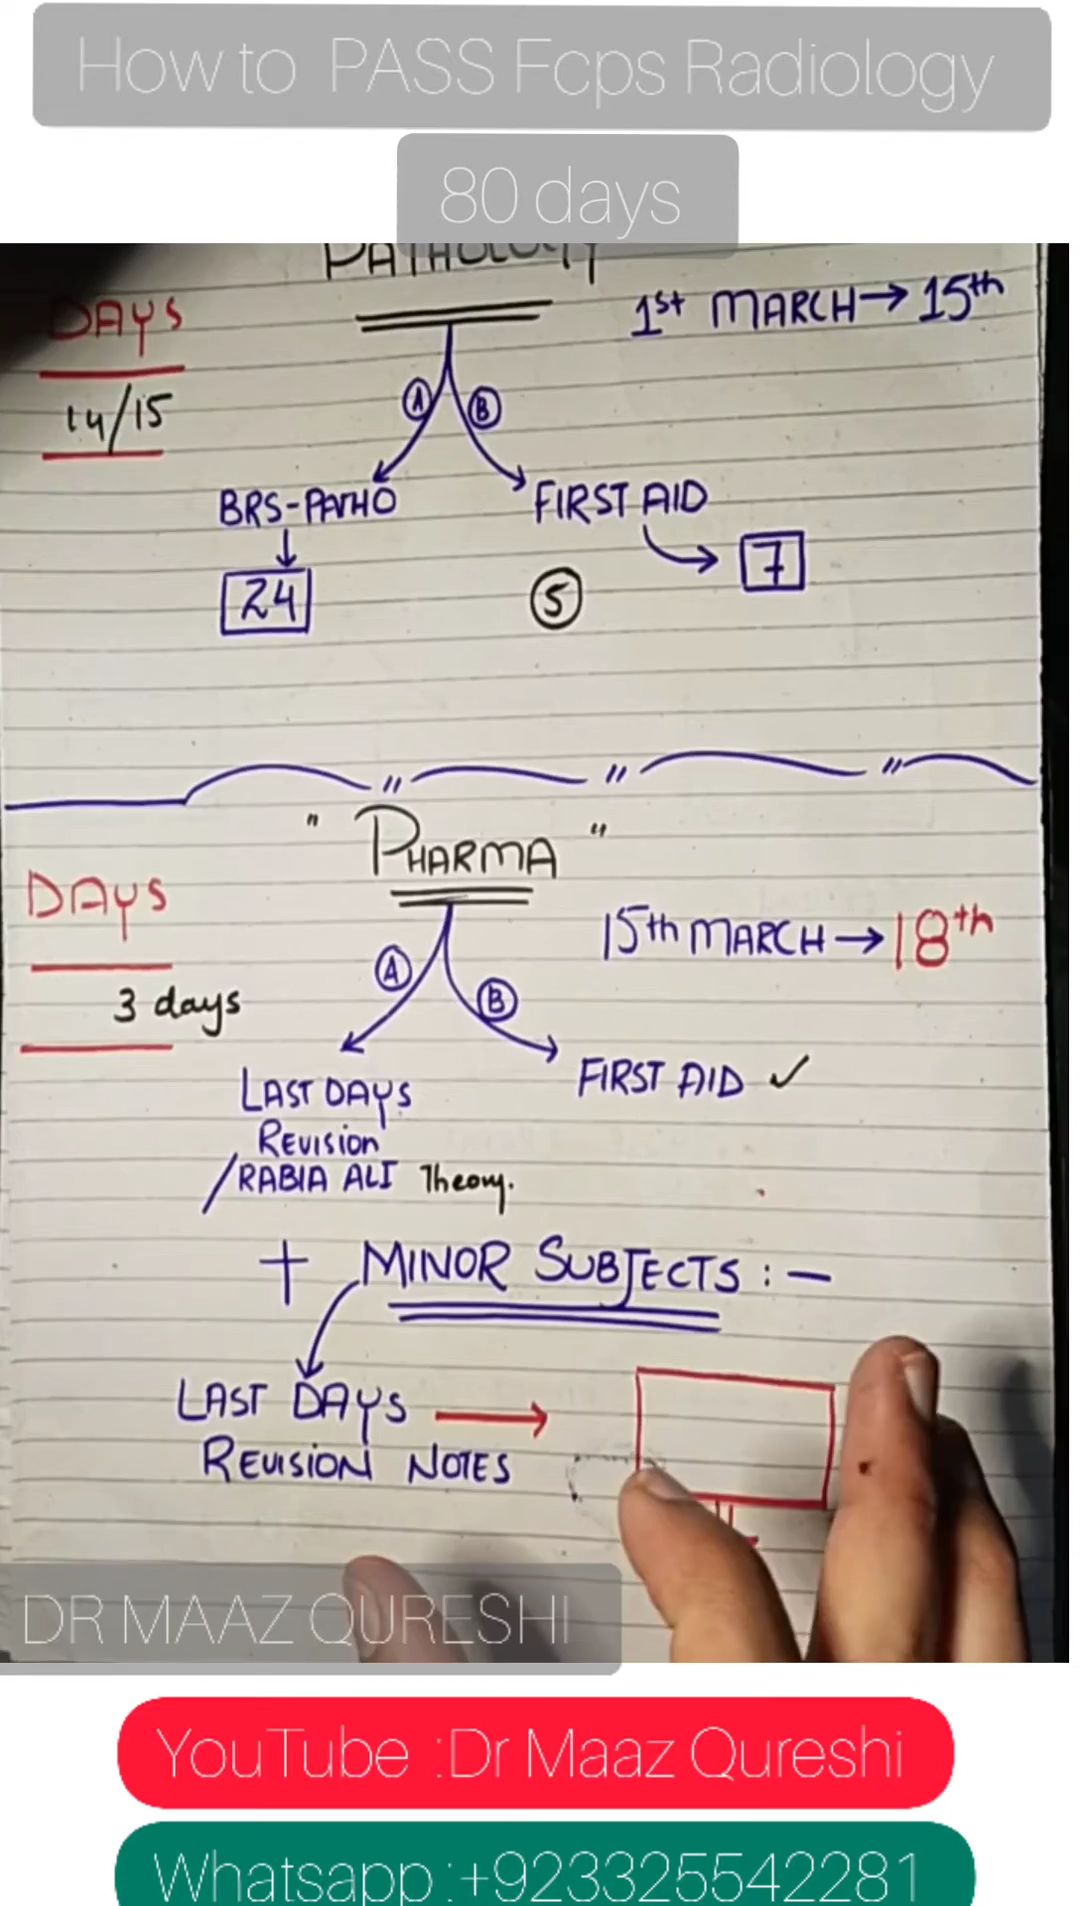 How to PASS Fcps Radiology
80 days
PATHOLOGY
DAYS
1st MARCH → 15th
14/15
A B
BRS-PATHO
FIRST AID
24
5
7
" PHARMA "
DAYS
15th MARCH → 18th
3 days
A B
LAST DAYS
REVISION
/RABIA ALI Theory.
FIRST AID ✓
+ MINOR SUBJECTS : —
LAST DAYS →
REVISION NOTES
DR MAAZ QURESHI
YouTube :Dr Maaz Qureshi
Whatsapp :+923325542281